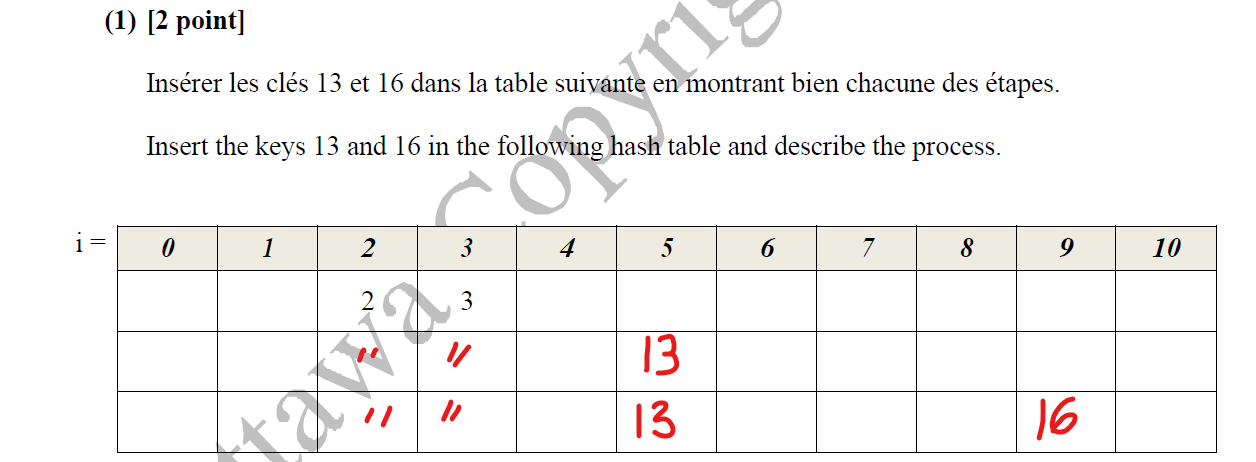 (1) [2 point]
Insérer les clés 13 et 16 dans la table suivante en montrant bien chacune des étapes.
Insert the keys 13 and 16 in the following hash table and describe the process.
i = 0 1 2 3 4 5 6 7 8 9 10
2 3
" " 13
" " 13 16
ttawa Copyrig